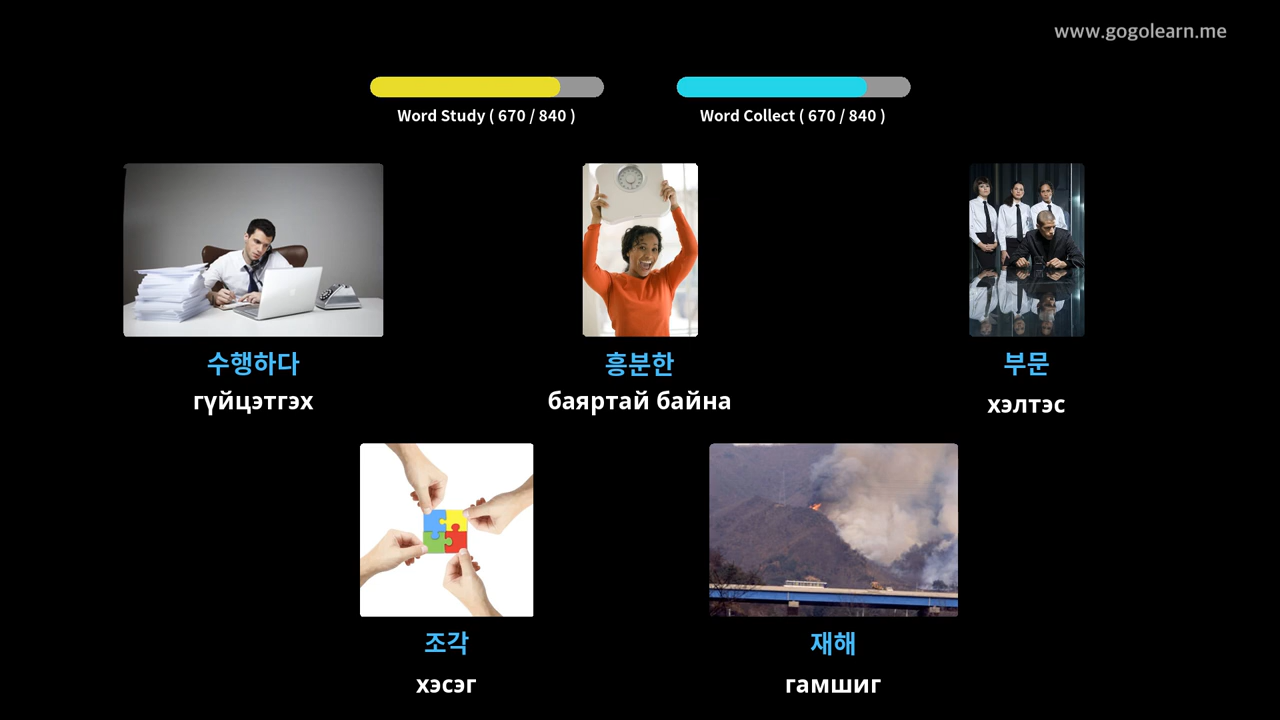 www.gogolearn.me
Word Study ( 670 / 840 )
Word Collect ( 670 / 840 )
수행하다
흥분한
부문
гүйцэтгэх
баяртай байна
хэлтэс
조각
재해
хэсэг
гамшиг